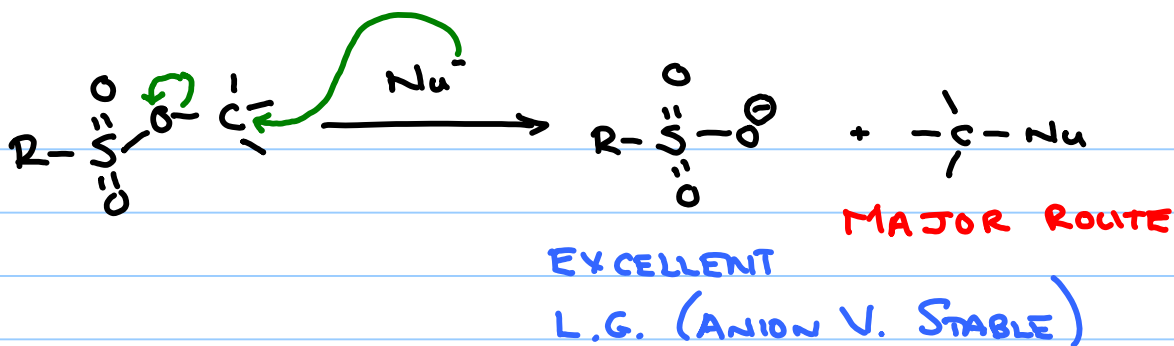 O O
Nu⁻
R-S-O-C → R-S-O⊖ + -C-Nu
O O
MAJOR ROUTE
EXCELLENT
L.G. (ANION V. STABLE)